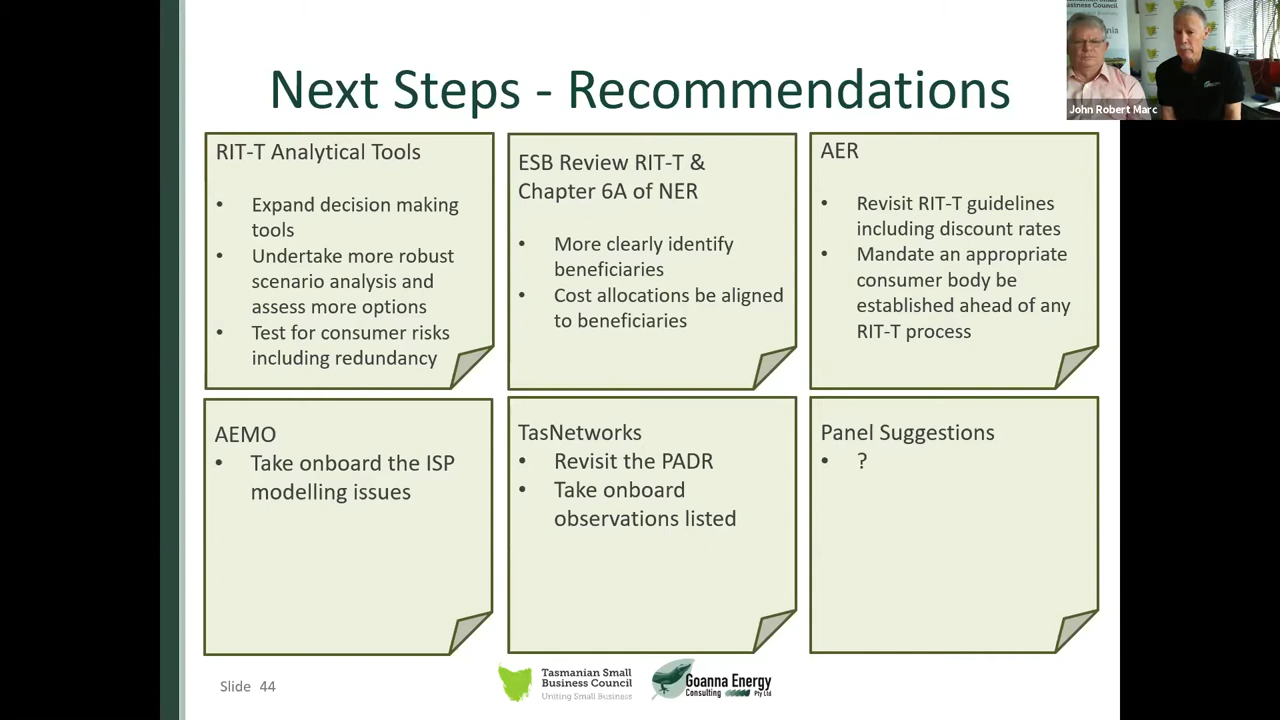 Next Steps - Recommendations
RIT-T Analytical Tools
• Expand decision making
tools
• Undertake more robust
scenario analysis and
assess more options
• Test for consumer risks
including redundancy
ESB Review RIT-T &
Chapter 6A of NER
• More clearly identify
beneficiaries
• Cost allocations be aligned
to beneficiaries
AER
• Revisit RIT-T guidelines
including discount rates
• Mandate an appropriate
consumer body be
established ahead of any
RIT-T process
AEMO
• Take onboard the ISP
modelling issues
TasNetworks
• Revisit the PADR
• Take onboard
observations listed
Panel Suggestions
• ?
Slide 44
Tasmanian Small
Business Council
Uniting Small Business
Goanna Energy
Consulting Pty Ltd
Business Council
John Robert Marc